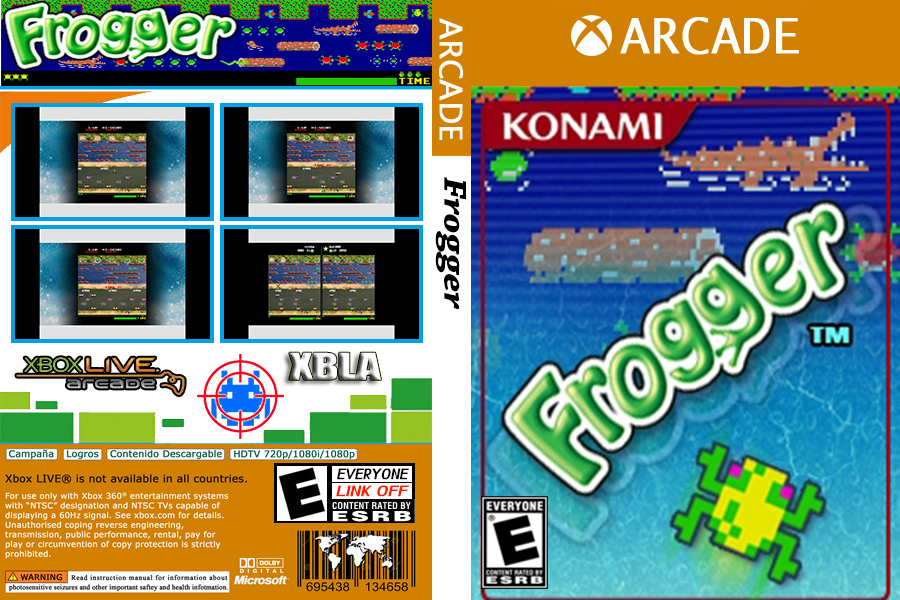 Frogger
TIME
XBOX LIVE.
arcade
XBLA
Campaña
Logros
Contenido Descargable
HDTV 720p/1080i/1080p
Xbox LIVE® is not available in all countries.
For use only with Xbox 360® entertainment systems
with "NTSC" designation and NTSC TVs capable of
displaying a 60Hz signal. See xbox.com for details.
Unauthorised coping reverse engineering,
transmission, public performance, rental, pay for
play or circumvention of copy protection is strictly
prohibited.
WARNING
Read instruction manual for information about
photosensitive seizures and other important saftey and health infotmation.
E
EVERYONE
LINK OFF
CONTENT RATED BY
ESRB
DOLBY
DIGITAL
Microsoft
695438 134658
ARCADE
Frogger
ARCADE
KONAMI
Frogger
TM
EVERYONE
E
CONTENT RATED BY
ESRB